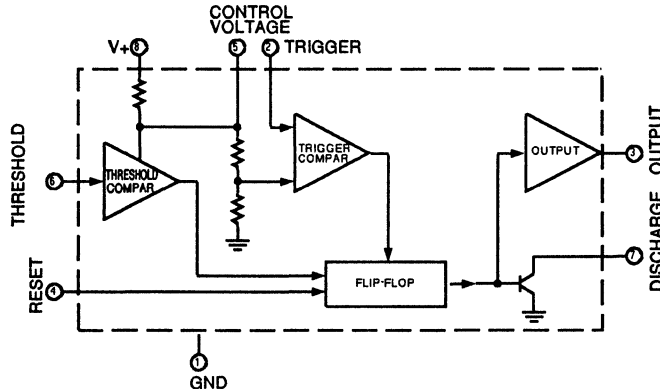 CONTROL
VOLTAGE
V+ 8
5
2 TRIGGER
THRESHOLD
6
THRESHOLD
COMPAR
TRIGGER
COMPAR
OUTPUT
3
OUTPUT
DISCHARGE
7
RESET
4
FLIP-FLOP
1
GND